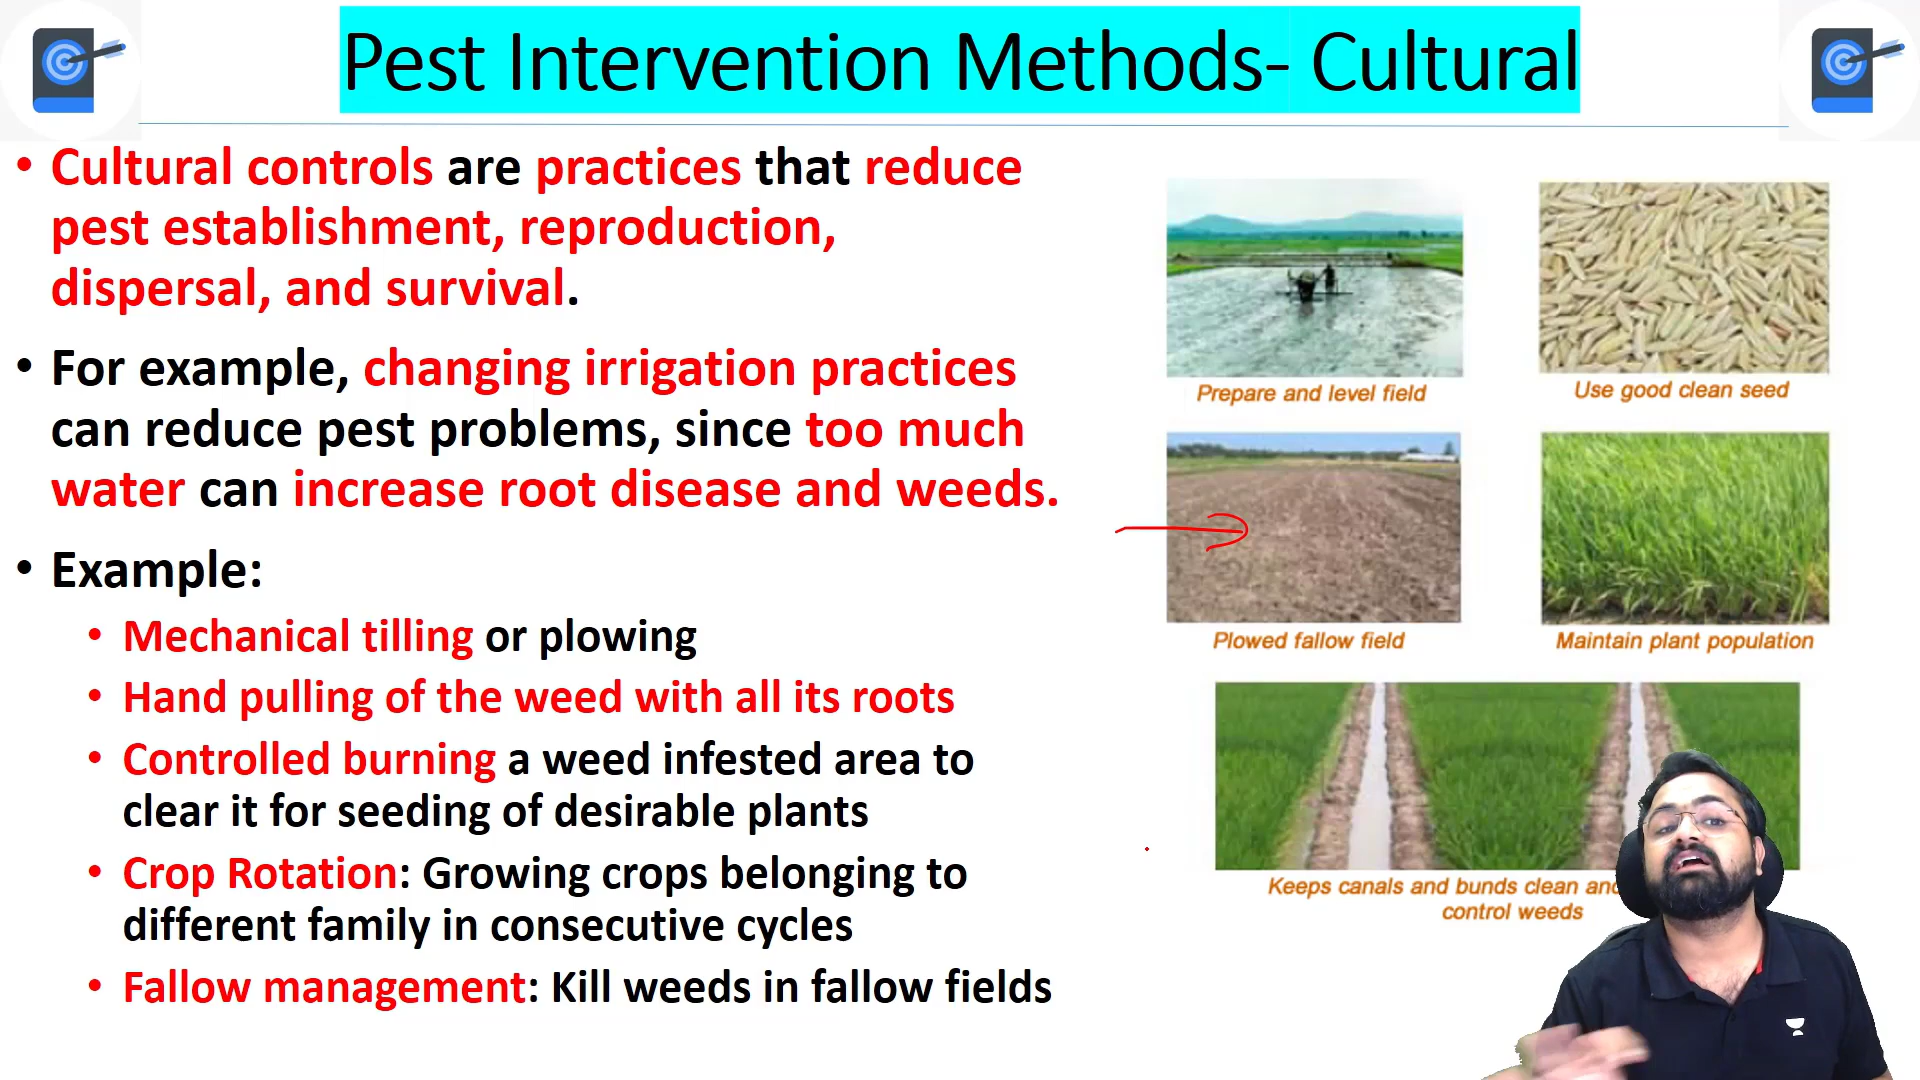 Pest Intervention Methods- Cultural
• Cultural controls are practices that reduce
pest establishment, reproduction,
dispersal, and survival.
• For example, changing irrigation practices
can reduce pest problems, since too much
water can increase root disease and weeds.
• Example:
• Mechanical tilling or plowing
• Hand pulling of the weed with all its roots
• Controlled burning a weed infested area to
clear it for seeding of desirable plants
• Crop Rotation: Growing crops belonging to
different family in consecutive cycles
• Fallow management: Kill weeds in fallow fields
Prepare and level field
Use good clean seed
Plowed fallow field
Maintain plant population
Keeps canals and bunds clean and
control weeds